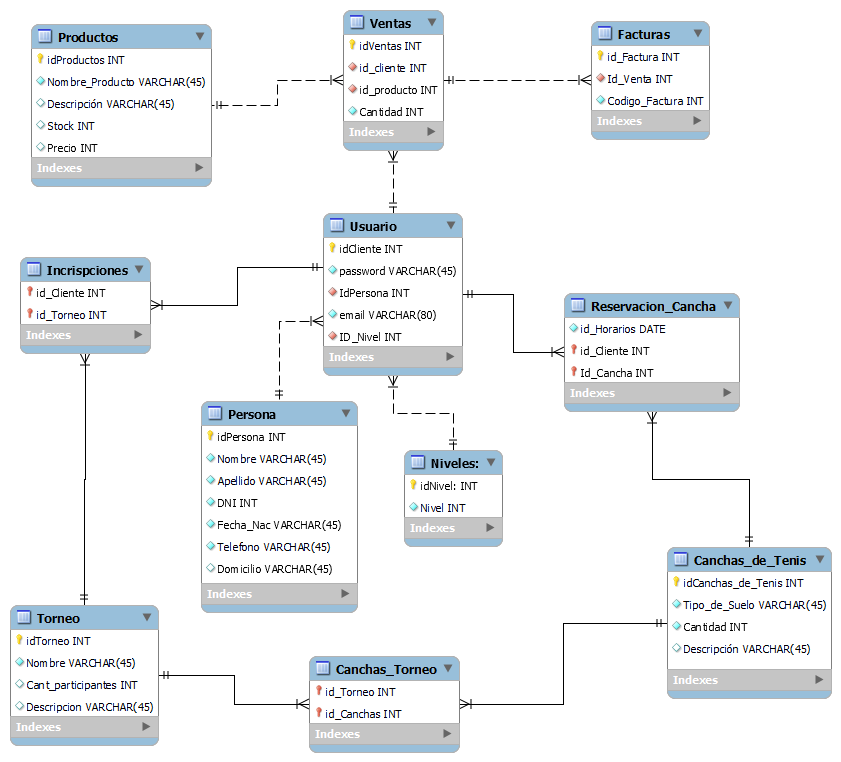 Productos
idProductos INT
Nombre_Producto VARCHAR(45)
Descripción VARCHAR(45)
Stock INT
Precio INT
Indexes
Ventas
idVentas INT
id_cliente INT
id_producto INT
Cantidad INT
Indexes
Facturas
id_Factura INT
Id_Venta INT
Codigo_Factura INT
Indexes
Usuario
idCliente INT
password VARCHAR(45)
IdPersona INT
email VARCHAR(80)
ID_Nivel INT
Indexes
Incrispciones
id_Cliente INT
id_Torneo INT
Indexes
Reservacion_Cancha
id_Horarios DATE
id_Cliente INT
Id_Cancha INT
Indexes
Persona
idPersona INT
Nombre VARCHAR(45)
Apellido VARCHAR(45)
DNI INT
Fecha_Nac VARCHAR(45)
Telefono VARCHAR(45)
Domicilio VARCHAR(45)
Indexes
Niveles:
idNivel: INT
Nivel INT
Indexes
Canchas_de_Tenis
idCanchas_de_Tenis INT
Tipo_de_Suelo VARCHAR(45)
Cantidad INT
Descripción VARCHAR(45)
Indexes
Torneo
idTorneo INT
Nombre VARCHAR(45)
Cant_participantes INT
Descripcion VARCHAR(45)
Indexes
Canchas_Torneo
id_Torneo INT
id_Canchas INT
Indexes